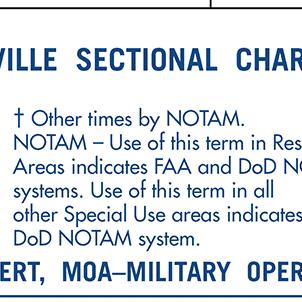 VILLE SECTIONAL CHAR
† Other times by NOTAM.
NOTAM – Use of this term in Res
Areas indicates FAA and DoD NO
systems. Use of this term in all
other Special Use areas indicates
DoD NOTAM system.
ERT, MOA–MILITARY OPER